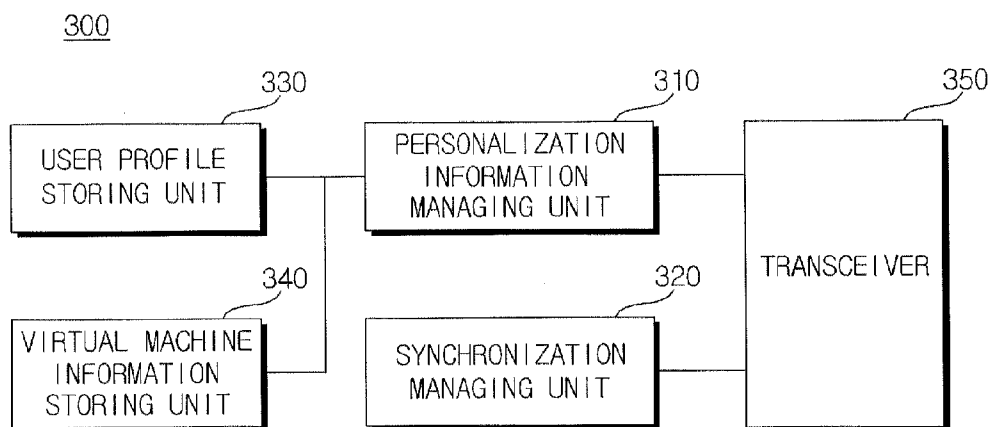 300
330
310
350
USER PROFILE
STORING UNIT
PERSONALIZATION
INFORMATION
MANAGING UNIT
TRANSCEIVER
340
320
VIRTUAL MACHINE
INFORMATION
STORING UNIT
SYNCHRONIZATION
MANAGING UNIT